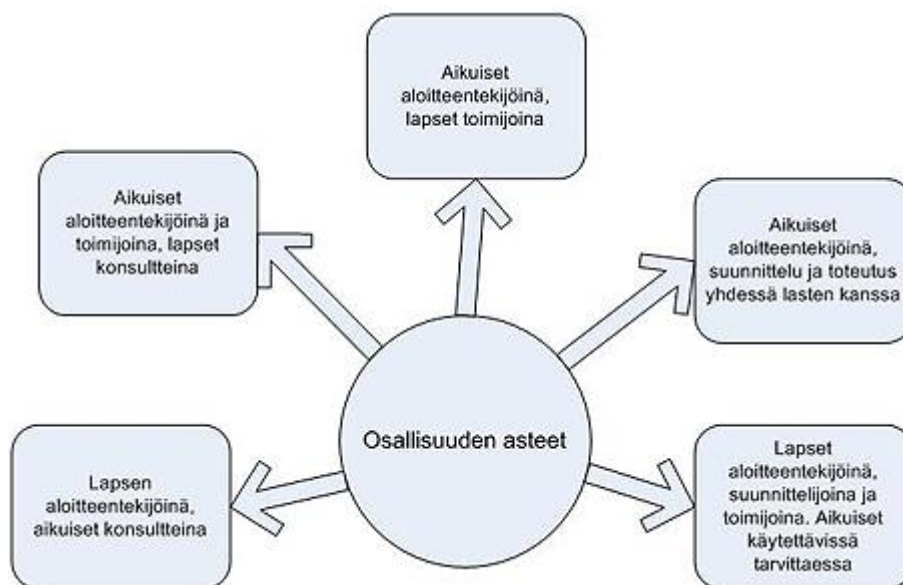 Aikuiset
aloitteentekijöinä,
lapset toimijoina
Aikuiset
aloitteentekijöinä ja
toimijoina, lapset
konsultteina
Aikuiset
aloitteentekijöinä,
suunnittelu ja toteutus
yhdessä lasten kanssa
Osallisuuden asteet
Lapsen
aloitteentekijöinä,
aikuiset konsultteina
Lapset
aloitteentekijöinä,
suunnittelijoina ja
toimijoina. Aikuiset
käytettävissä
tarvittaessa